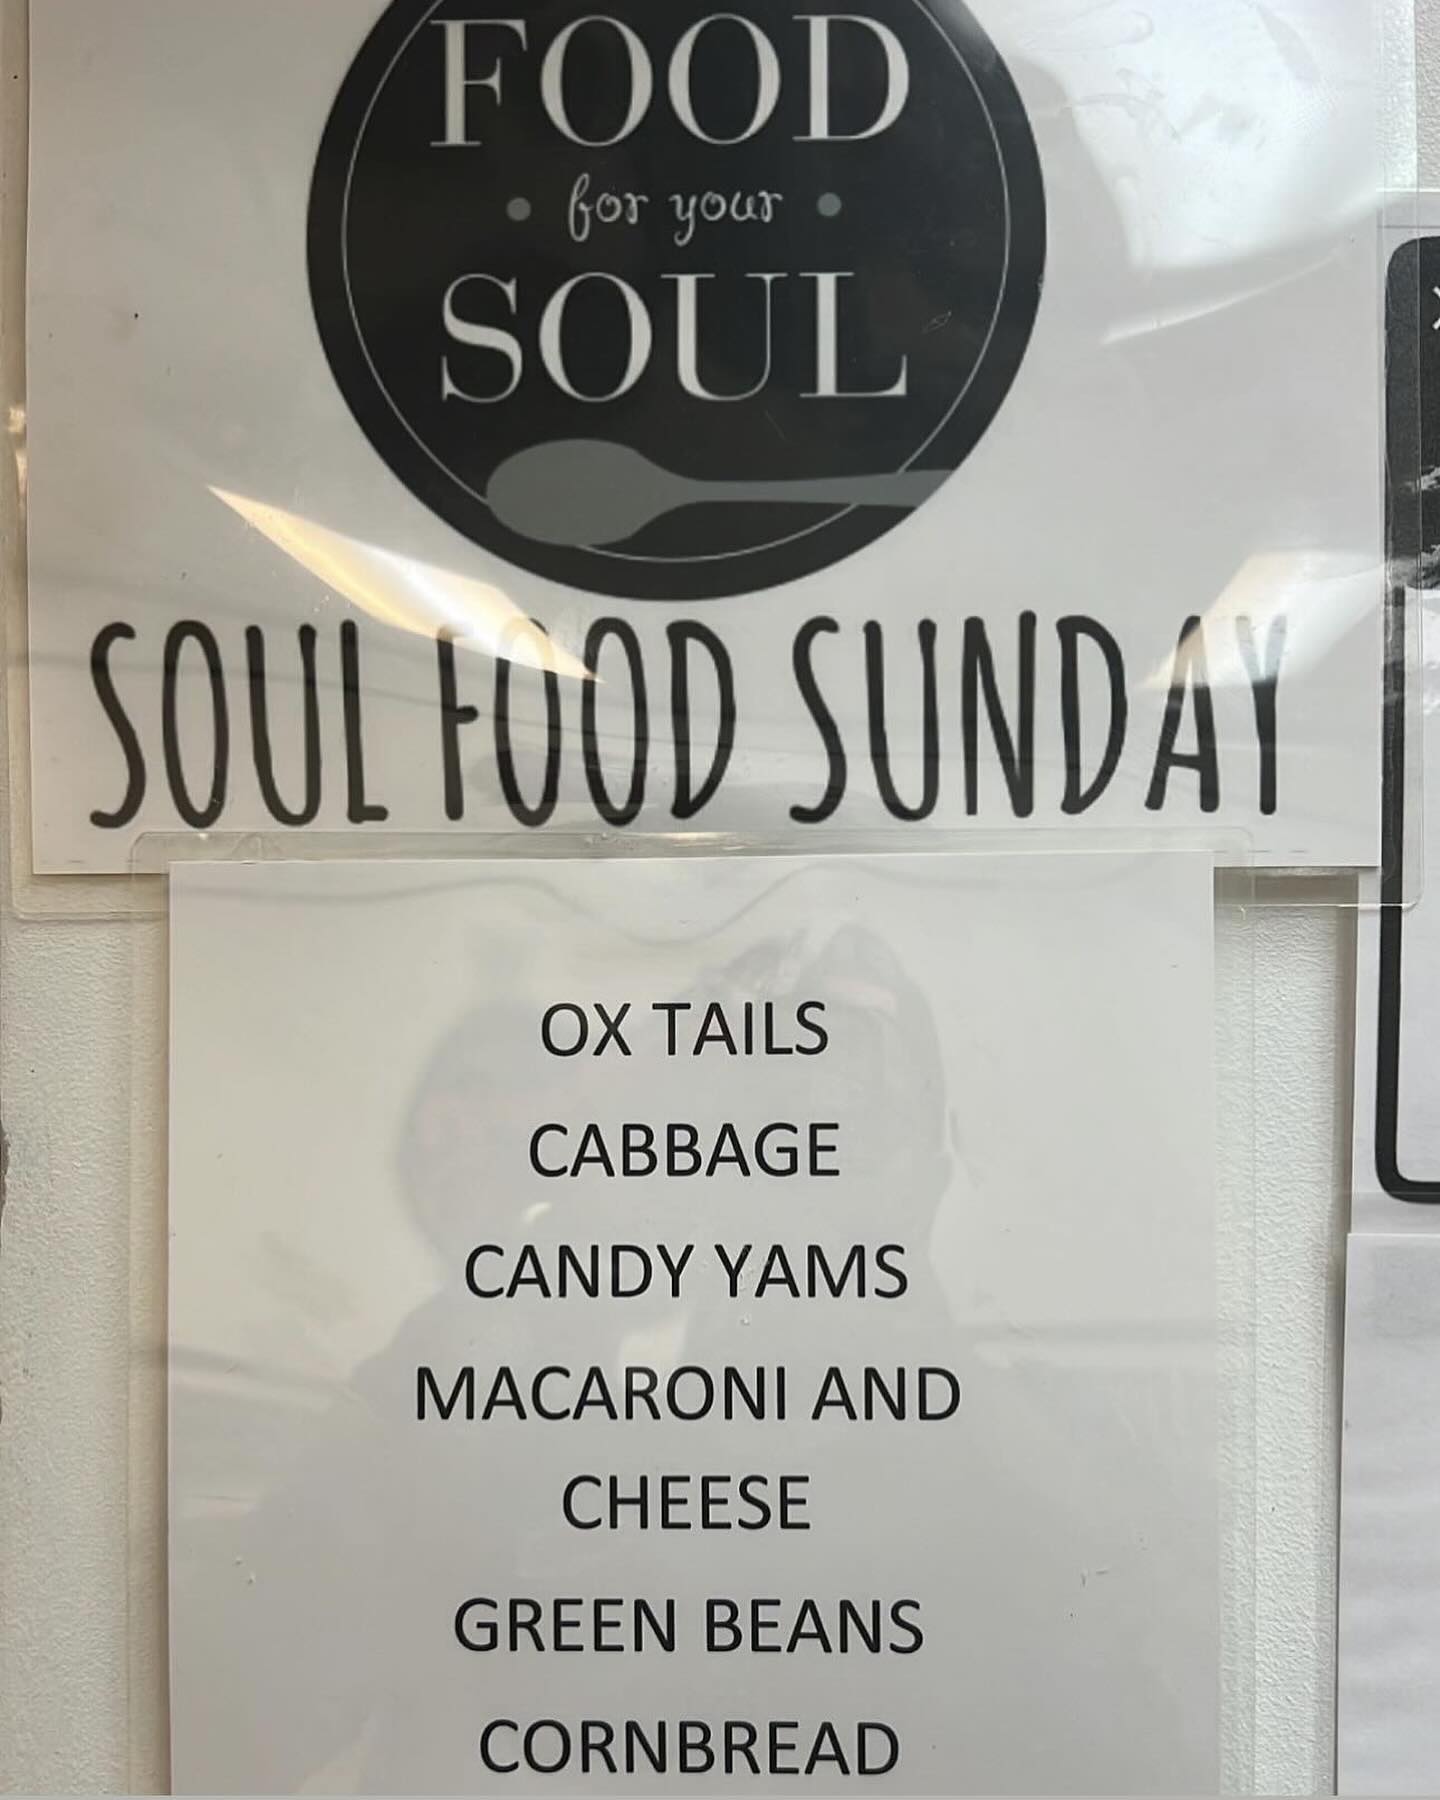 FOOD
for your
SOUL
SOUL FOOD SUNDAY
OX TAILS
CABBAGE
CANDY YAMS
MACARONI AND
CHEESE
GREEN BEANS
CORNBREAD